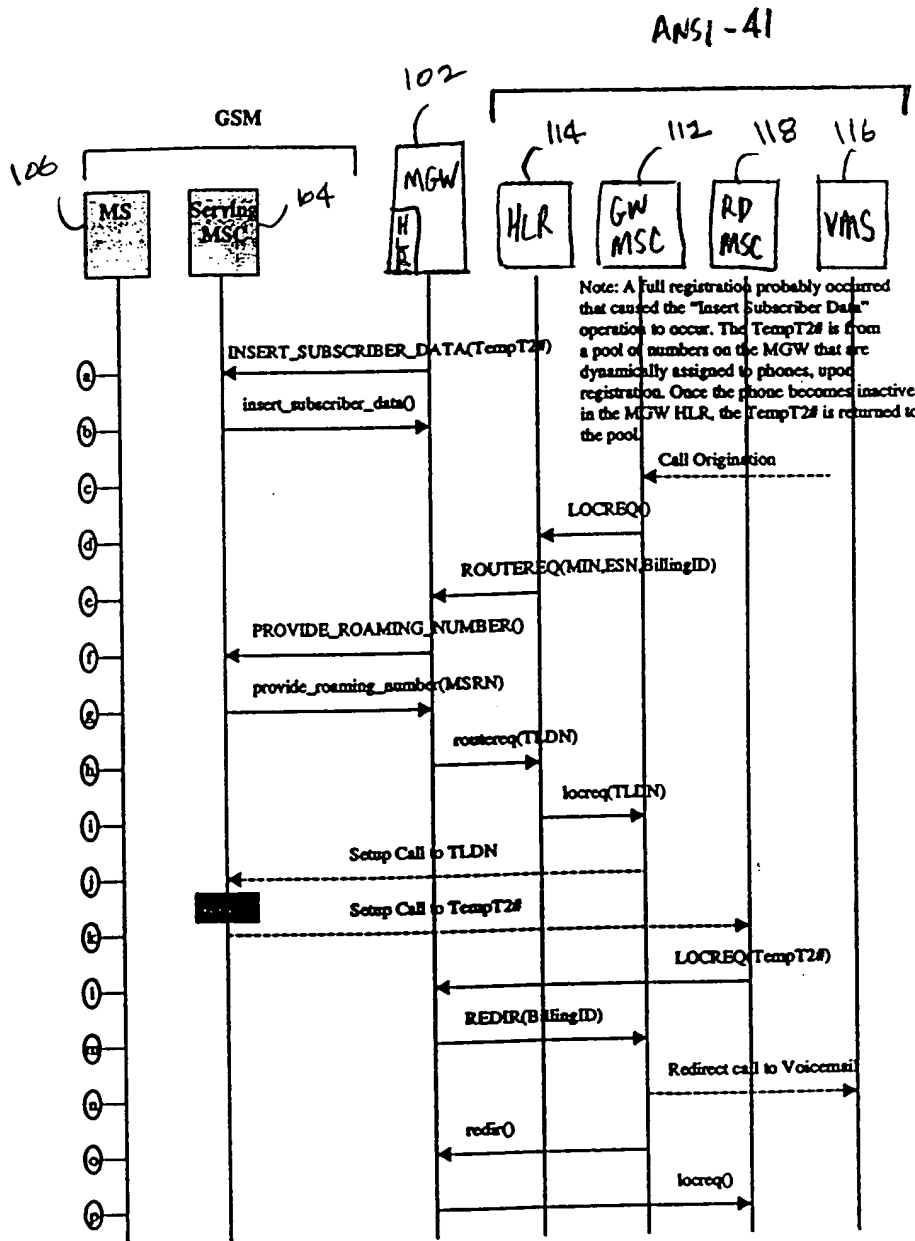 ANSI-41
102
GSM
114
112
118
116
106
MS
Serving
MSC
104
MGW
HLR
HLR
GW
MSC
RD
MSC
VMS
Note: A full registration probably occurred
that caused the "Insert Subscriber Data"
operation to occur. The TempT2# is from
a pool of numbers on the MGW that are
dynamically assigned to phones, upon
registration. Once the phone becomes inactive
in the MGW HLR, the TempT2# is returned to
the pool.
INSERT_SUBSCRIBER_DATA(TempT2#)
a
insert_subscriber_data()
b
Call Origination
c
LOCREQ()
d
ROUTEREQ(MIN,ESN,BillingID)
e
PROVIDE_ROAMING_NUMBER()
f
provide_roaming_number(MSRN)
g
routereq(TLDN)
h
locreq(TLDN)
i
Setup Call to TLDN
j
Setup Call to TempT2#
k
LOCREQ(TempT2#)
l
REDIR(BillingID)
m
Redirect call to Voicemail
n
redir()
o
locreq()
p